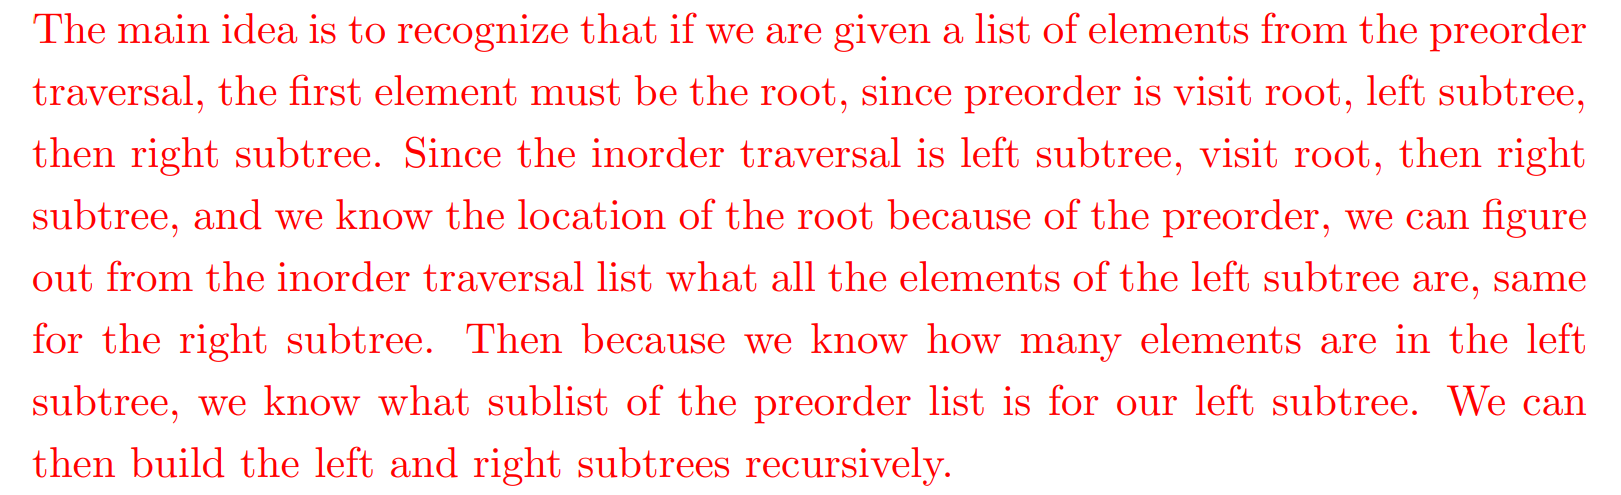 The main idea is to recognize that if we are given a list of elements from the preorder
traversal, the first element must be the root, since preorder is visit root, left subtree,
then right subtree. Since the inorder traversal is left subtree, visit root, then right
subtree, and we know the location of the root because of the preorder, we can figure
out from the inorder traversal list what all the elements of the left subtree are, same
for the right subtree. Then because we know how many elements are in the left
subtree, we know what sublist of the preorder list is for our left subtree. We can
then build the left and right subtrees recursively.